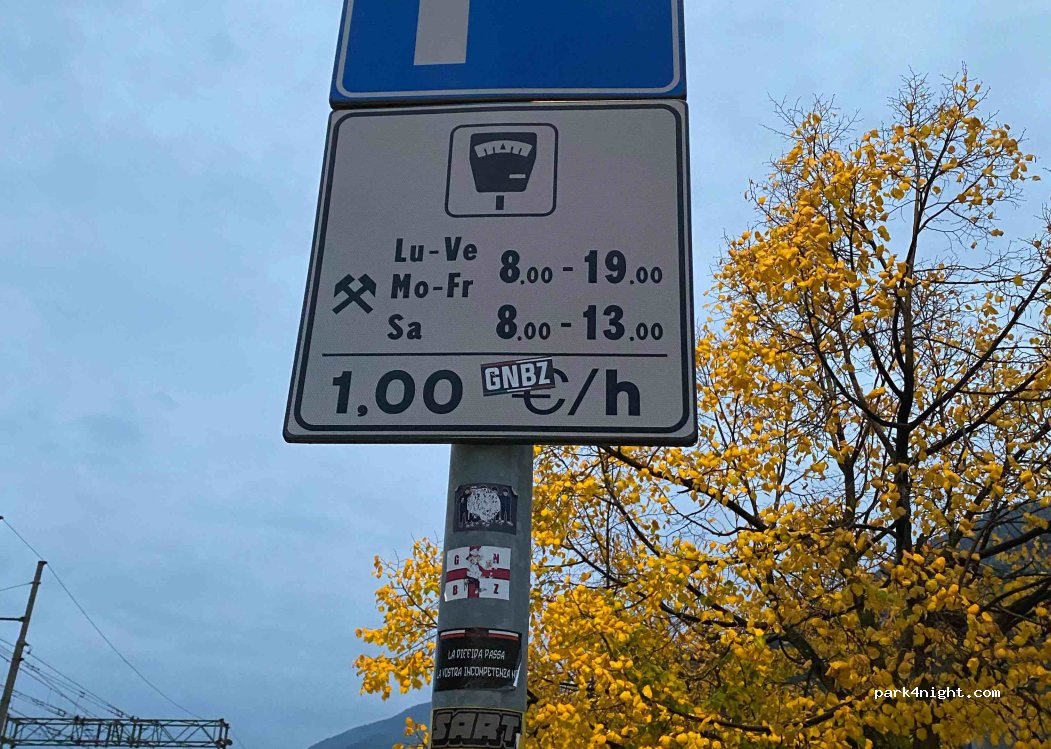 Lu-Ve
Mo-Fr
8.00 - 19.00
Sa
8.00 - 13.00
1,00 €/h
GNBZ
G N
B Z
LA DIFFIDA PASSA
LA VOSTRA INCOMPETENZA NO
SART
park4night.com